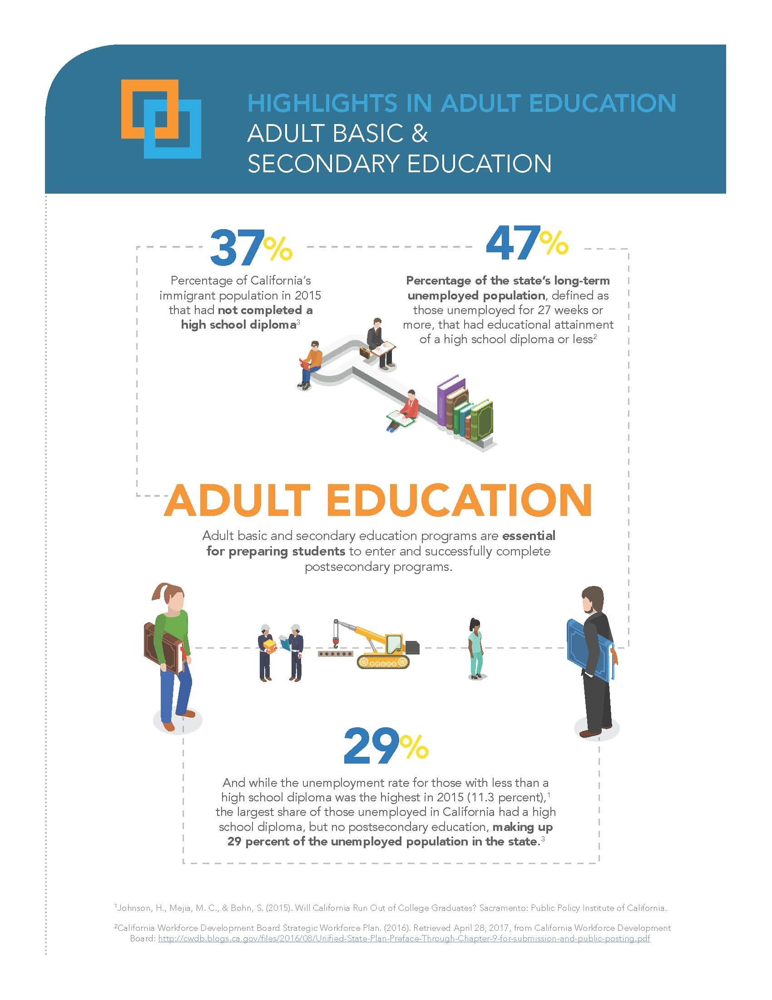 HIGHLIGHTS IN ADULT EDUCATION
ADULT BASIC &
SECONDARY EDUCATION
37%
Percentage of California’s
immigrant population in 2015
that had not completed a
high school diploma³
47%
Percentage of the state’s long-term
unemployed population, defined as
those unemployed for 27 weeks or
more, that had educational attainment
of a high school diploma or less²
ADULT EDUCATION
Adult basic and secondary education programs are essential
for preparing students to enter and successfully complete
postsecondary programs.
29%
And while the unemployment rate for those with less than a
high school diploma was the highest in 2015 (11.3 percent),¹
the largest share of those unemployed in California had a high
school diploma, but no postsecondary education, making up
29 percent of the unemployed population in the state.³
¹Johnson, H., Mejia, M. C., & Bohn, S. (2015). Will California Run Out of College Graduates? Sacramento: Public Policy Institute of California.
²California Workforce Development Board Strategic Workforce Plan. (2016). Retrieved April 28, 2017, from California Workforce Development
Board: http://cwdb.blogs.ca.gov/files/2016/08/Unified-State-Plan-Preface-Through-Chapter-9-for-submission-and-public-posting.pdf